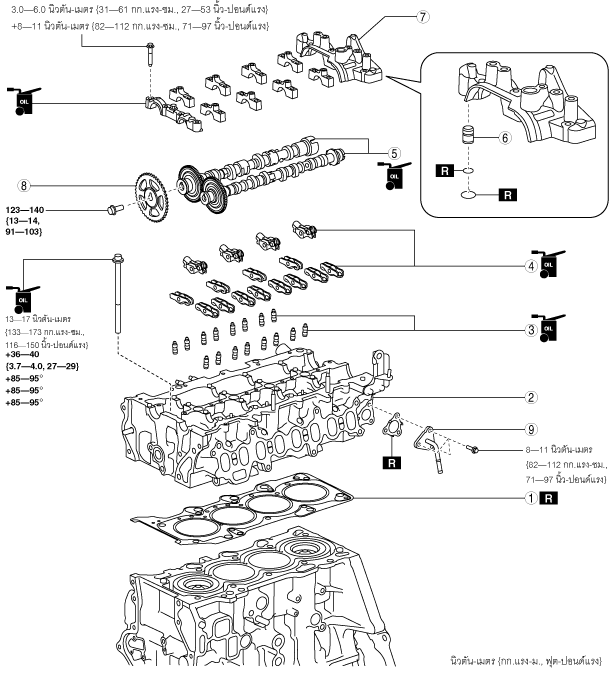 3.0—6.0 นิวตัน-เมตร {31—61 กก.แรง-ซม., 27—53 นิ้ว-ปอนด์แรง}
+8—11 นิวตัน-เมตร {82—112 กก.แรง-ซม., 71—97 นิ้ว-ปอนด์แรง}
7
OIL
6
R
R
5
OIL
8
123—140
{13—14,
91—103}
4
OIL
OIL
13—17 นิวตัน-เมตร
{133—173 กก.แรง-ซม.,
116—150 นิ้ว-ปอนด์แรง}
+36—40
{3.7—4.0, 27—29}
+85—95°
+85—95°
+85—95°
3
OIL
2
9
R
8—11 นิวตัน-เมตร
{82—112 กก.แรง-ซม.,
71—97 นิ้ว-ปอนด์แรง}
1 R
นิวตัน-เมตร {กก.แรง-ม., ฟุต-ปอนด์แรง}